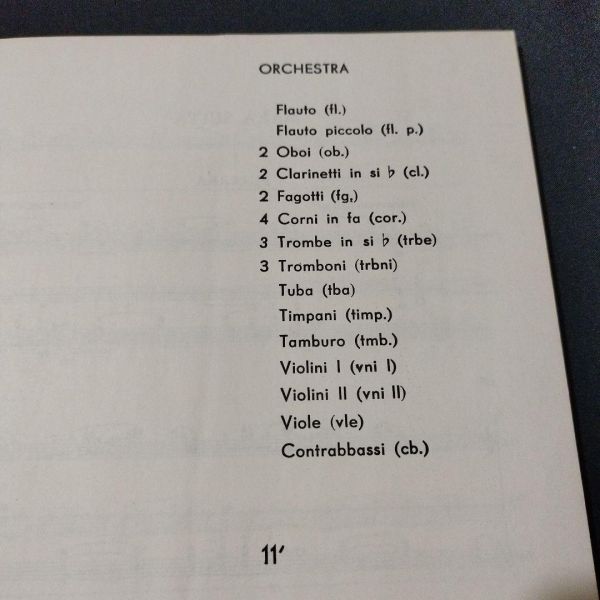 ORCHESTRA
Flauto (fl.)
Flauto piccolo (fl. p.)
2 Oboi (ob.)
2 Clarinetti in si ♭ (cl.)
2 Fagotti (fg,)
4 Corni in fa (cor.)
3 Trombe in si ♭ (trbe)
3 Tromboni (trbni)
Tuba (tba)
Timpani (timp.)
Tamburo (tmb.)
Violini I (vni I)
Violini II (vni II)
Viole (vle)
Contrabbassi (cb.)
11′